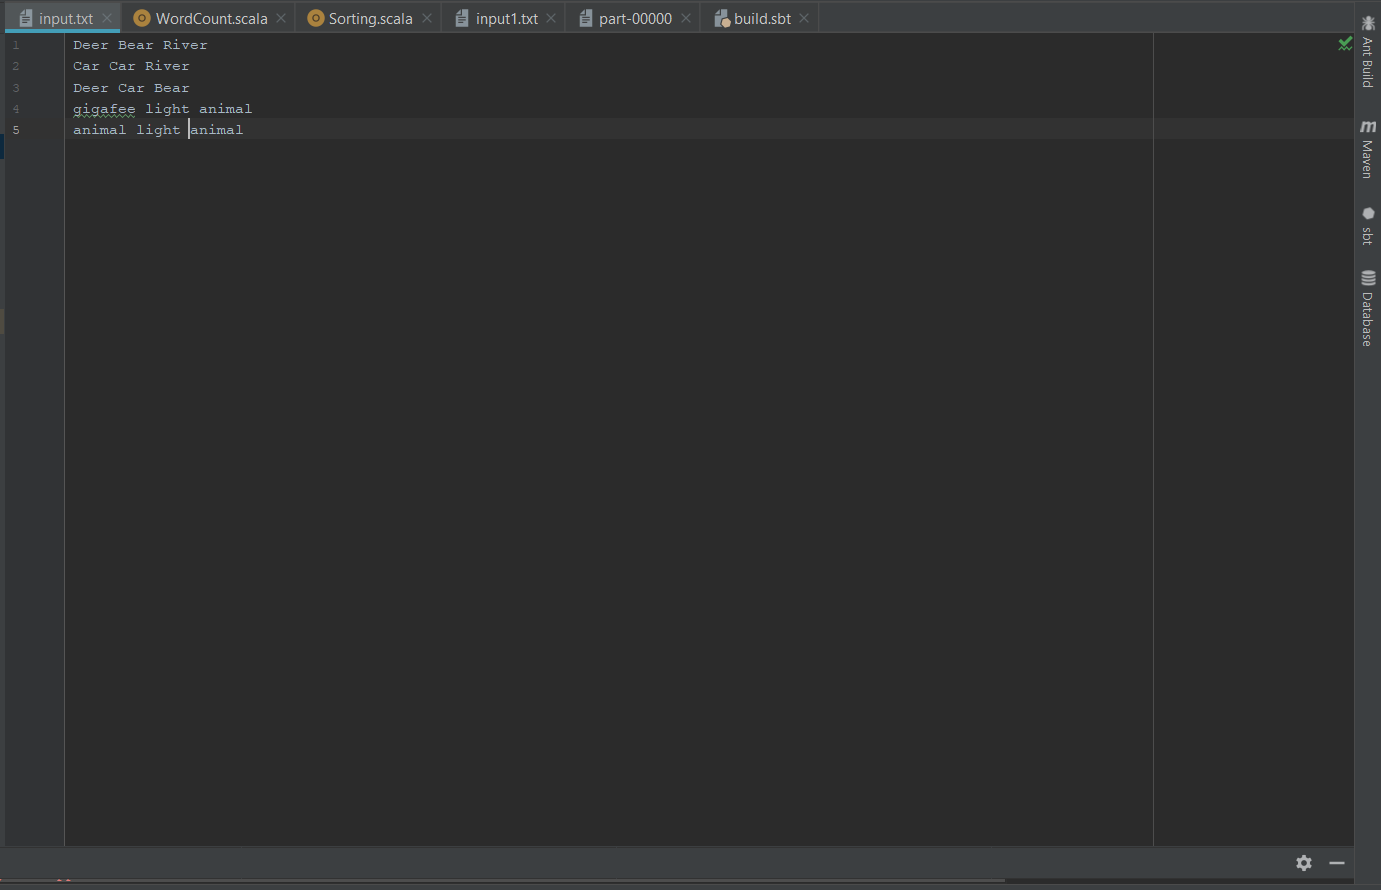 input.txt WordCount.scala Sorting.scala input1.txt part-00000 build.sbt
1 Deer Bear River
2 Car Car River
3 Deer Car Bear
4 gigafee light animal
5 animal light animal
Ant Build
m Maven
sbt
Database